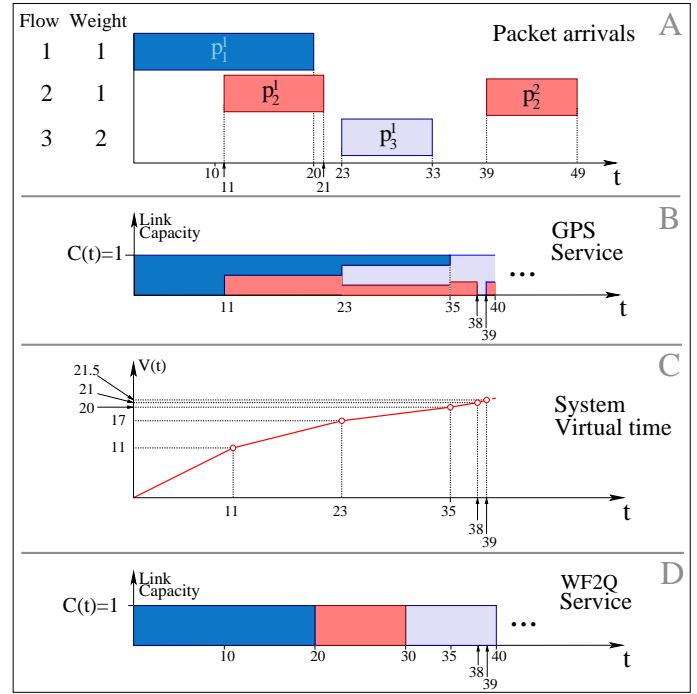 Flow Weight
A
Packet arrivals
1 1
p₁¹
2 1
p₂¹
p₂²
3 2
p₃¹
10 11 20 21 23 33 39 49 t
B
Link
Capacity
GPS
Service
C(t)=1
...
11 23 35 40 t
38
39
C
V(t)
21.5
21
20
17
11
System
Virtual time
11 23 35 t
38
39
D
Link
Capacity
WF2Q
Service
C(t)=1
...
10 20 30 35 40 t
38
39